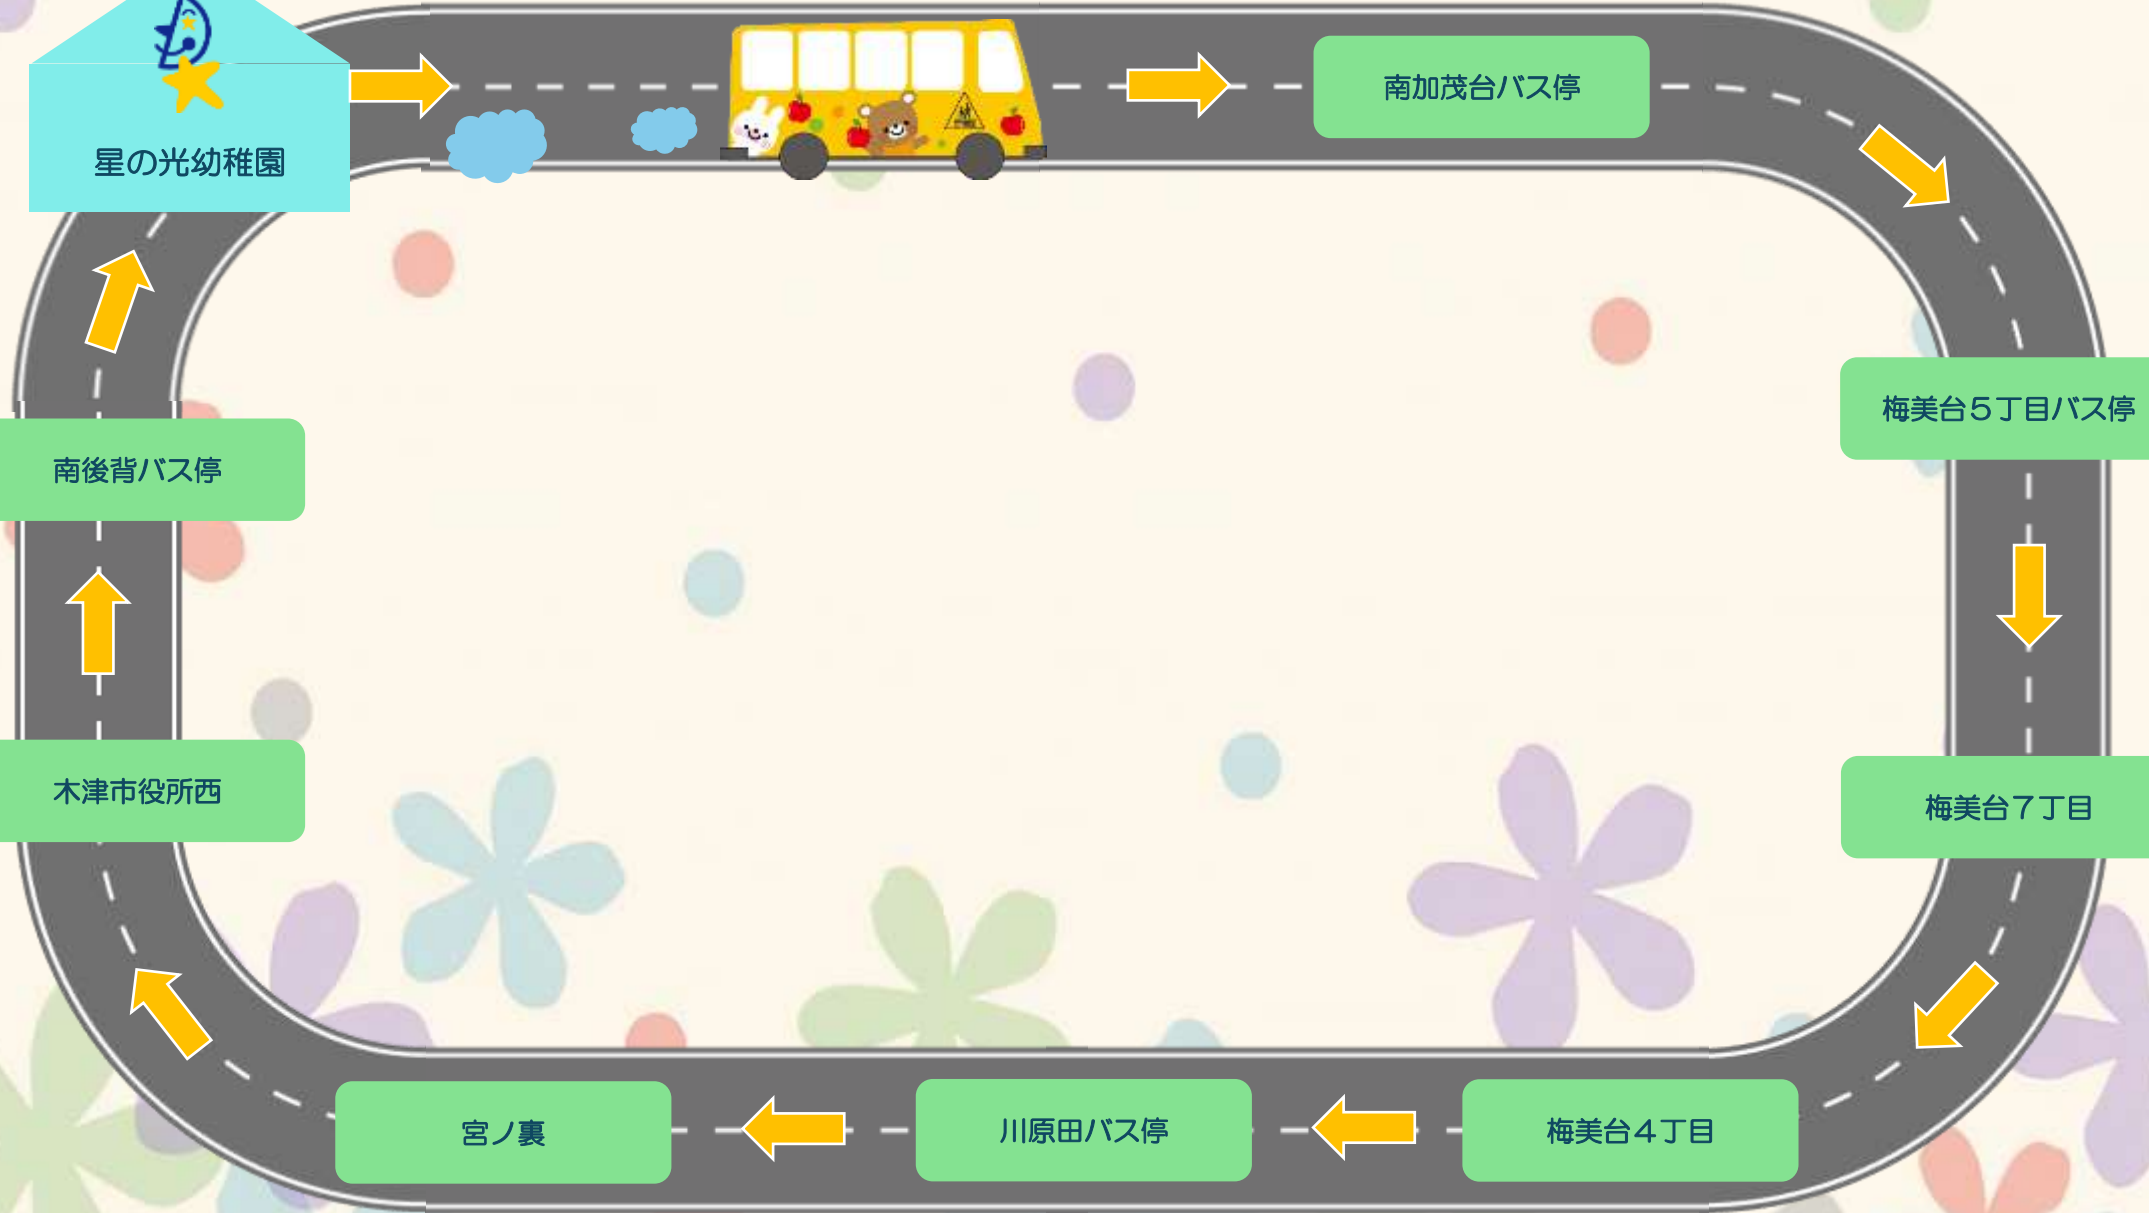 星の光幼稚園
南加茂台バス停
梅美台５丁目バス停
梅美台７丁目
梅美台４丁目
川原田バス停
宮ノ裏
木津市役所西
南後背バス停